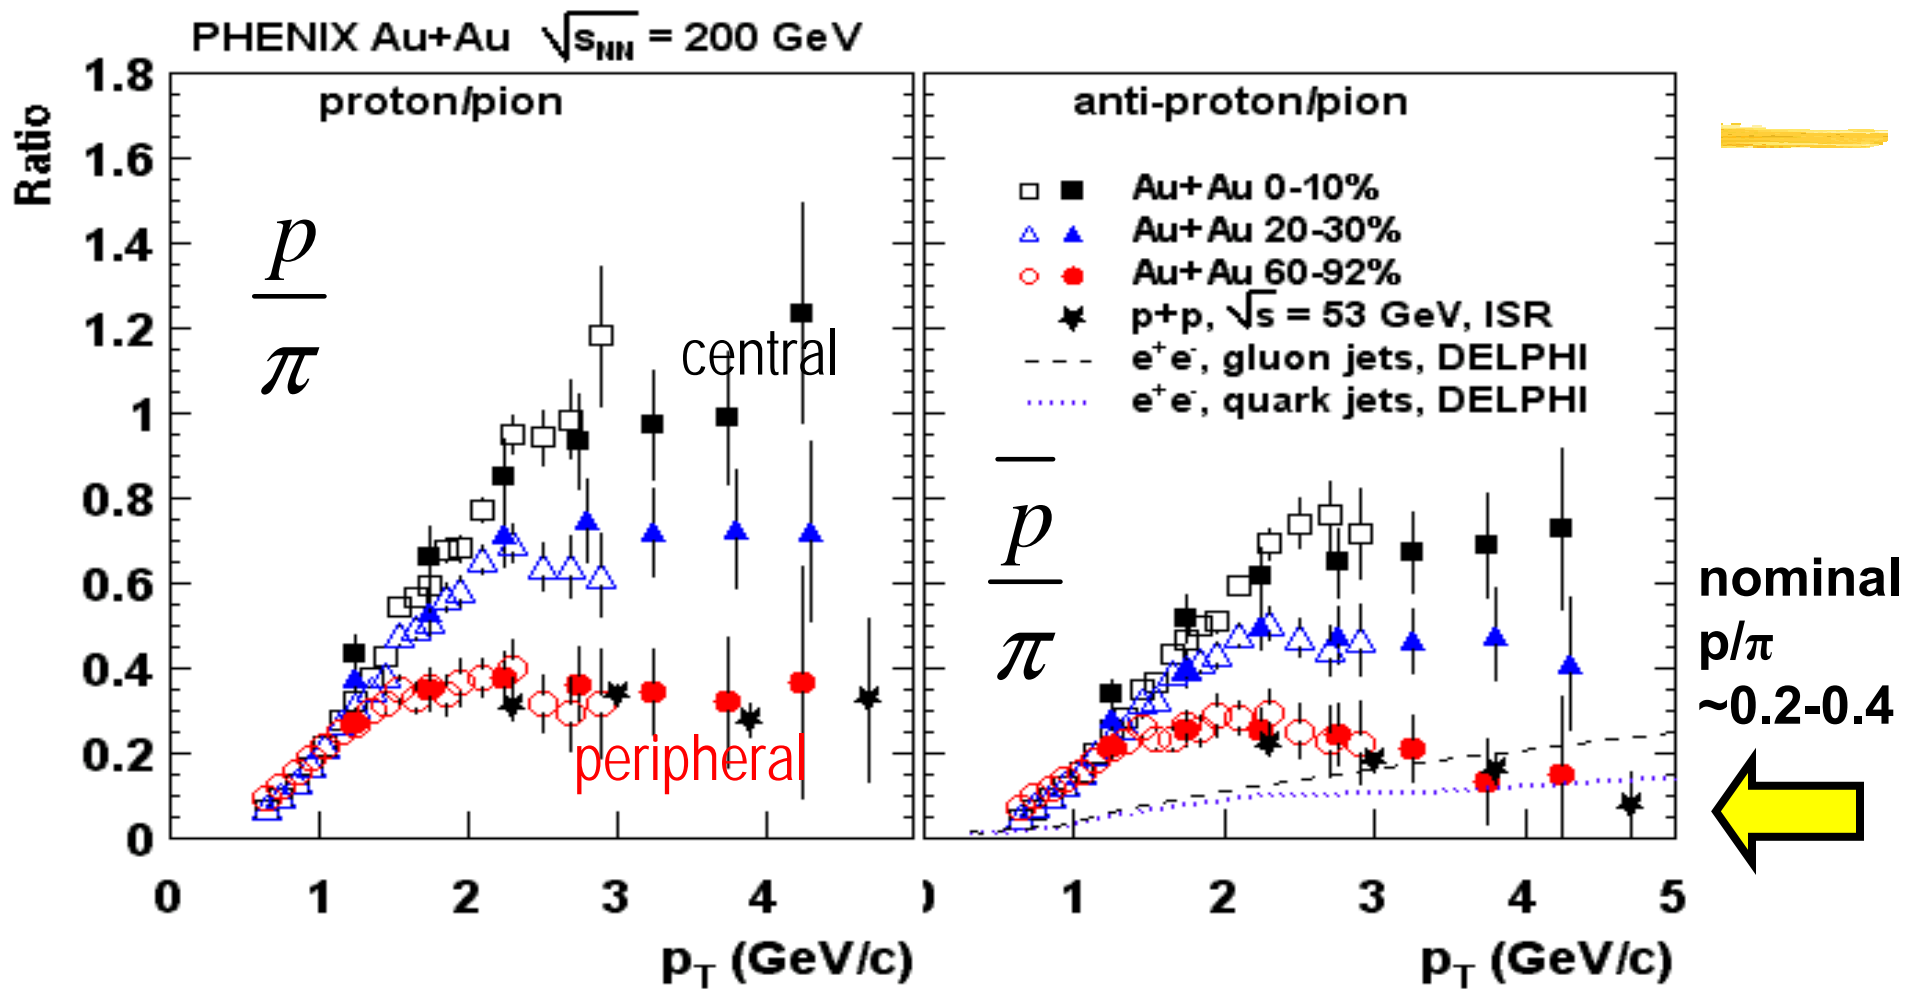 PHENIX Au+Au √sNN = 200 GeV
Ratio
1.8
1.6
1.4
1.2
1
0.8
0.6
0.4
0.2
0
proton/pion
p
π
central
peripheral
0 1 2 3 4
pT (GeV/c)
anti-proton/pion
Au+Au 0-10%
Au+Au 20-30%
Au+Au 60-92%
p+p, √s = 53 GeV, ISR
e+e-, gluon jets, DELPHI
e+e-, quark jets, DELPHI
p̅
π
1 2 3 4 5
pT (GeV/c)
nominal
p/π
~0.2-0.4